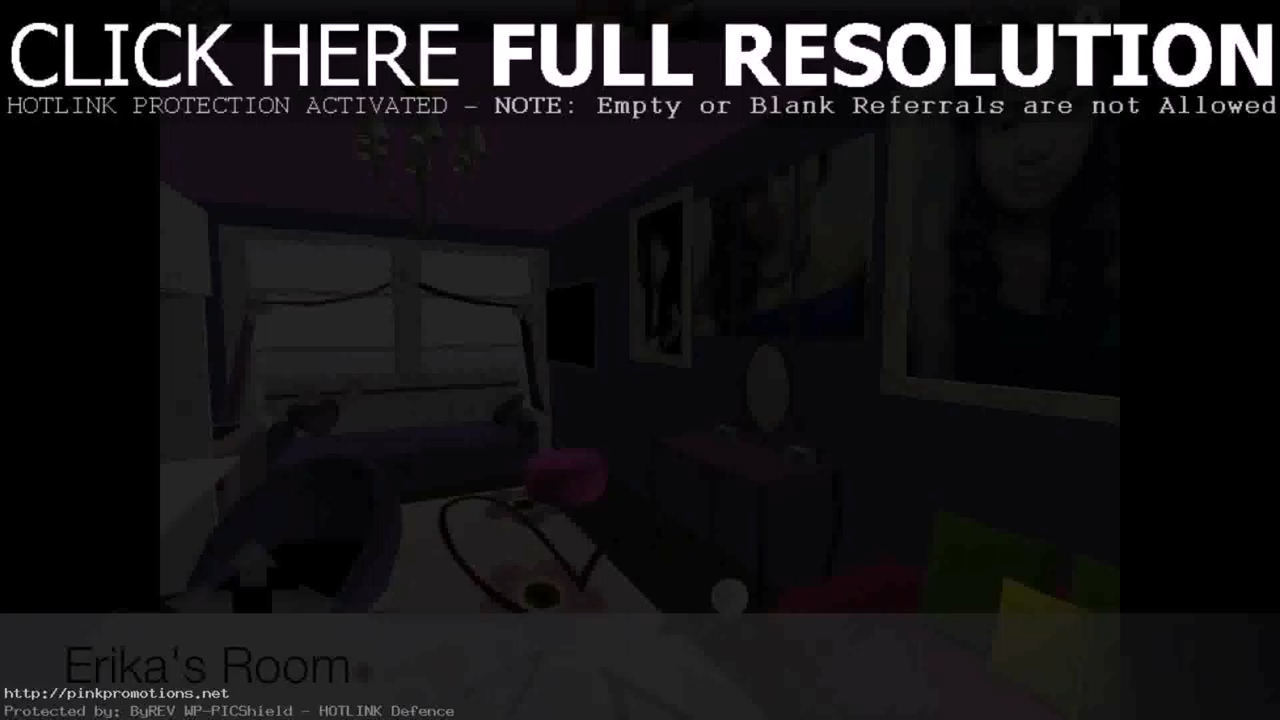 CLICK HERE FULL RESOLUTION
HOTLINK PROTECTION ACTIVATED - NOTE: Empty or Blank Referrals are not Allowed
Erika's Room
http://pinkpromotions.net
Protected by: ByREV WP-PICShield - HOTLINK Defence